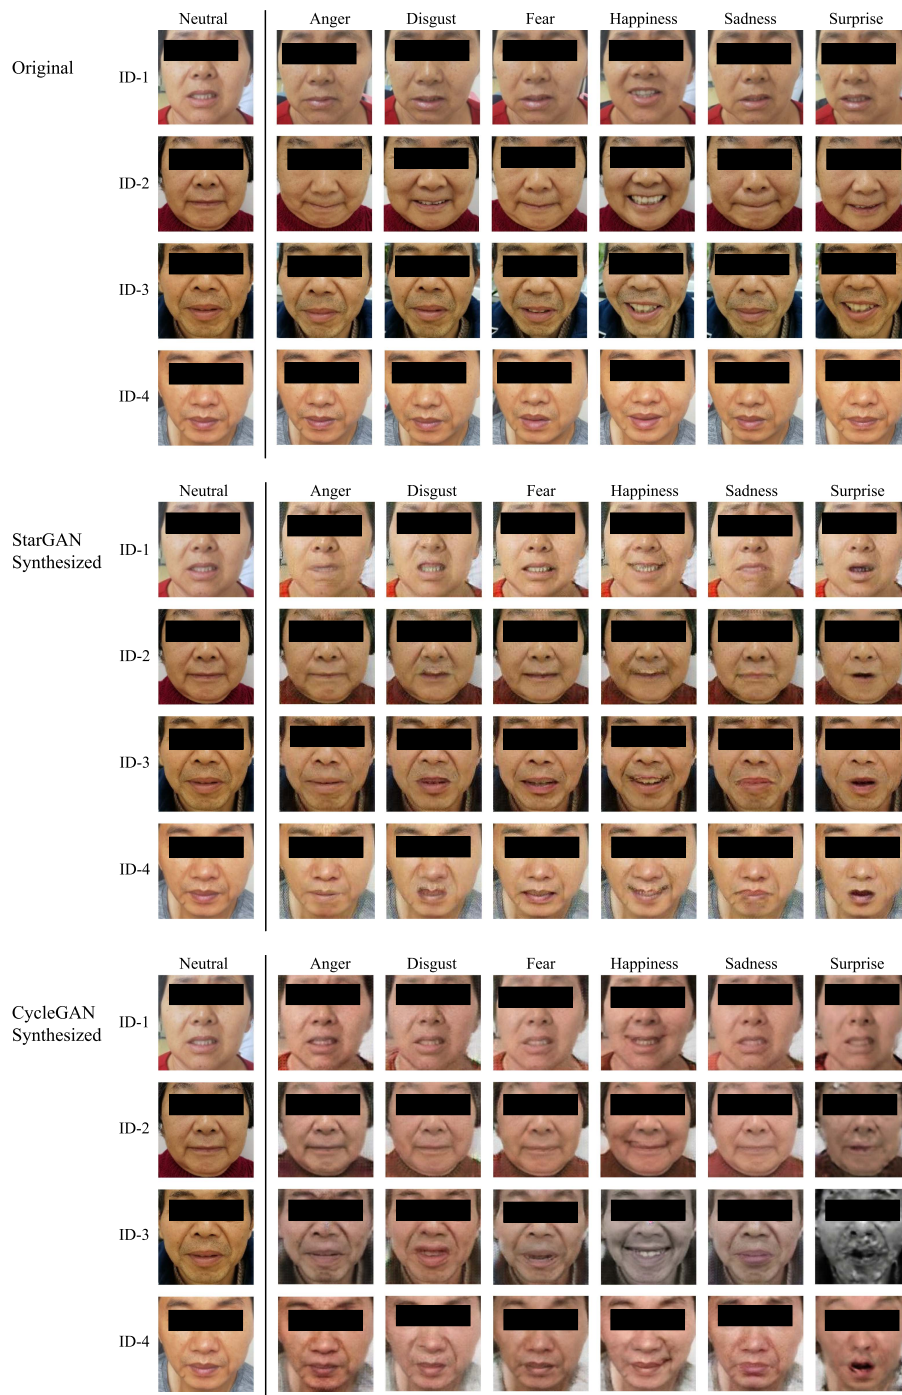 Neutral Anger Disgust Fear Happiness Sadness Surprise
Original
ID-1
ID-2
ID-3
ID-4
Neutral Anger Disgust Fear Happiness Sadness Surprise
StarGAN
Synthesized
ID-1
ID-2
ID-3
ID-4
Neutral Anger Disgust Fear Happiness Sadness Surprise
CycleGAN
Synthesized
ID-1
ID-2
ID-3
ID-4